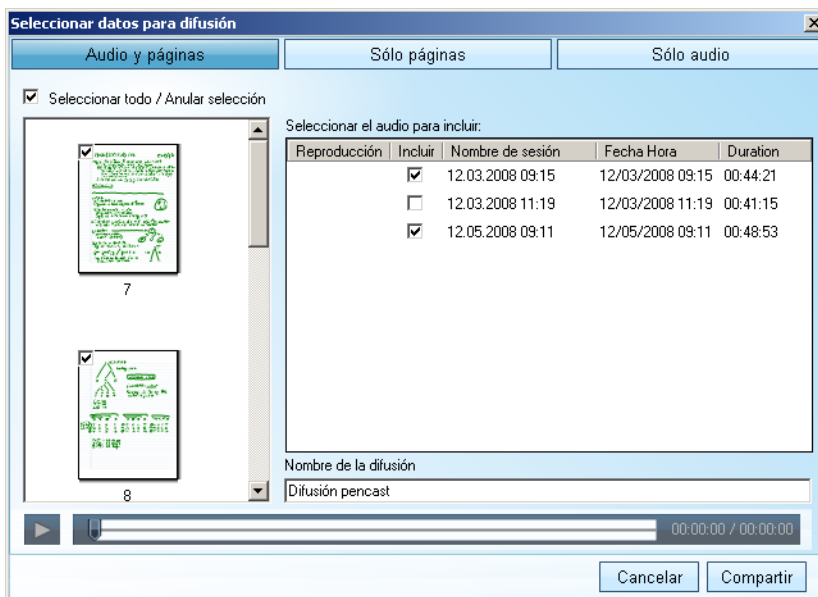 Seleccionar datos para difusión
Audio y páginas
Sólo páginas
Sólo audio
Seleccionar todo / Anular selección
7
8
Seleccionar el audio para incluir:
Reproducción Incluir Nombre de sesión Fecha Hora Duration
12.03.2008 09:15 12/03/2008 09:15 00:44:21
12.03.2008 11:19 12/03/2008 11:19 00:41:15
12.05.2008 09:11 12/05/2008 09:11 00:48:53
Nombre de la difusión
Difusión pencast
00:00:00 / 00:00:00
Cancelar
Compartir